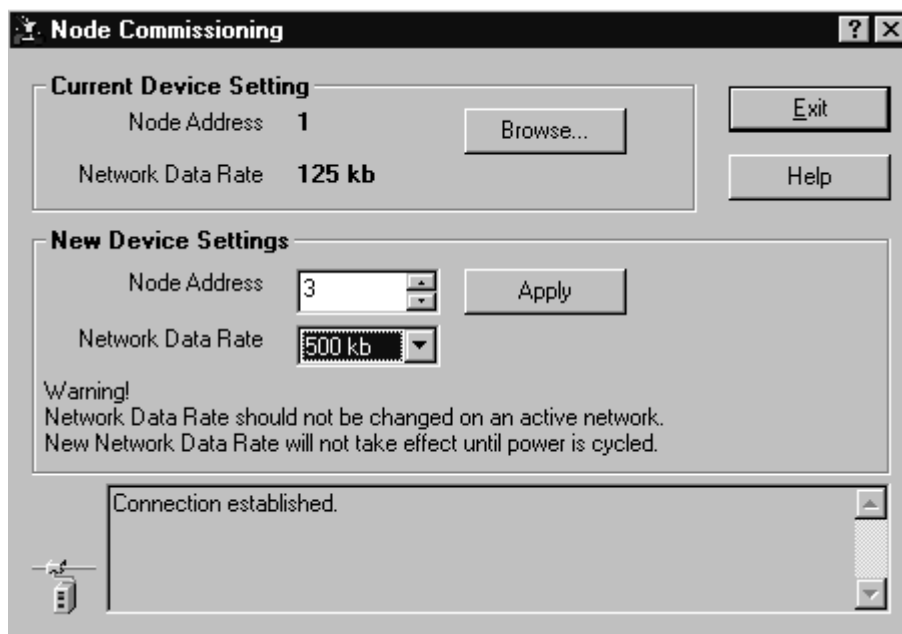 Node Commissioning
Current Device Setting
Node Address 1
Browse...
Network Data Rate 125 kb
Exit
Help
New Device Settings
Node Address 3
Apply
Network Data Rate 500 kb
Warning!
Network Data Rate should not be changed on an active network.
New Network Data Rate will not take effect until power is cycled.
Connection established.